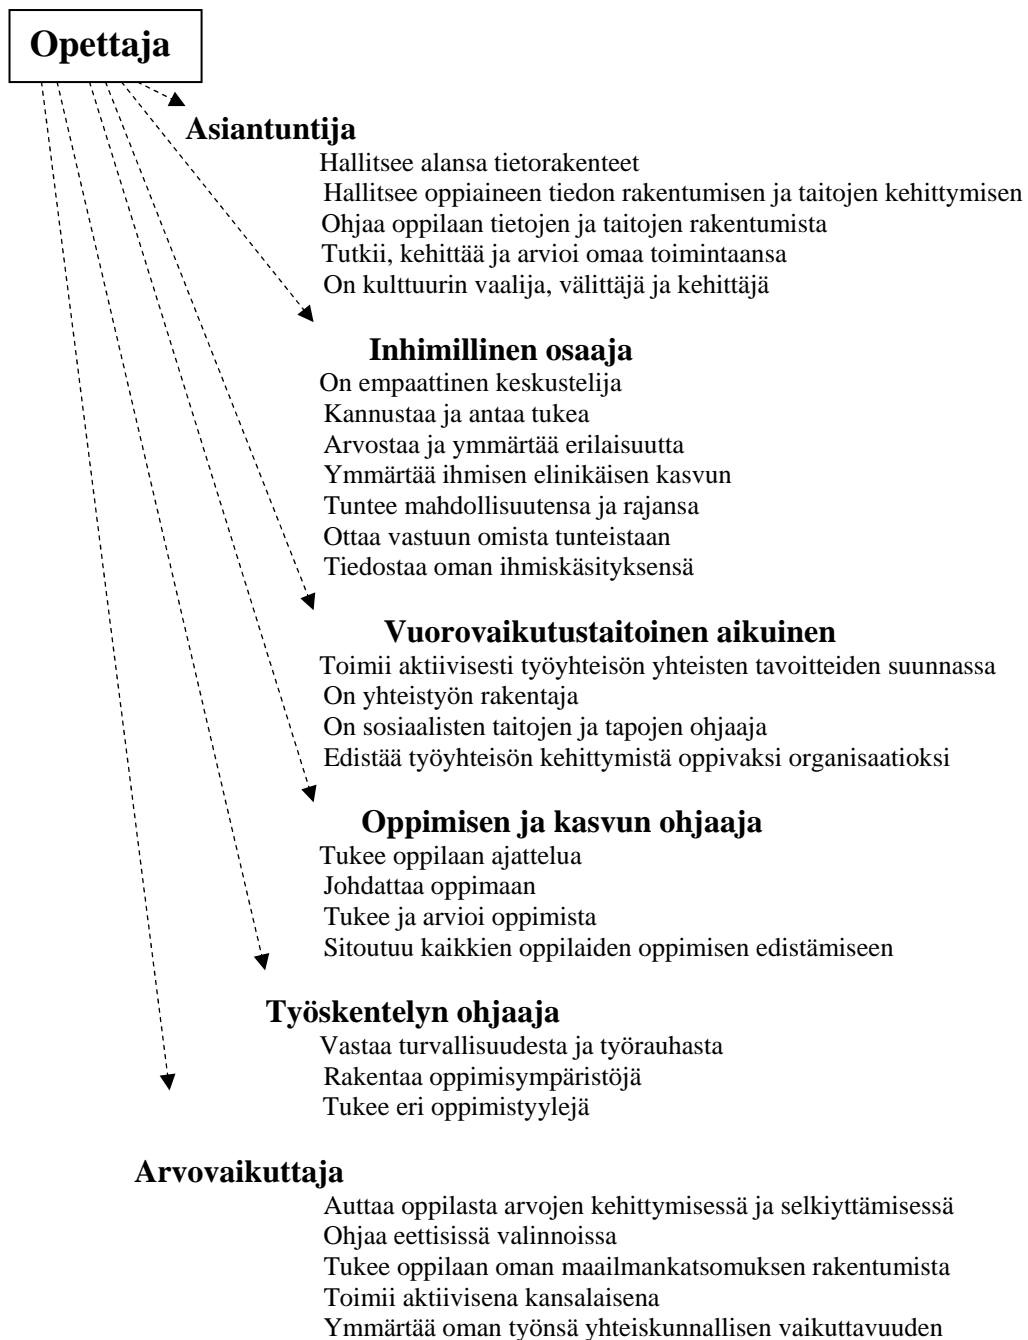 Opettaja
Asiantuntija
Hallitsee alansa tietorakenteet
Hallitsee oppiaineen tiedon rakentumisen ja taitojen kehittymisen
Ohjaa oppilaan tietojen ja taitojen rakentumista
Tutkii, kehittää ja arvioi omaa toimintaansa
On kulttuurin vaalija, välittäjä ja kehittäjä
Inhimillinen osaaja
On empaattinen keskustelija
Kannustaa ja antaa tukea
Arvostaa ja ymmärtää erilaisuutta
Ymmärtää ihmisen elinikäisen kasvun
Tuntee mahdollisuutensa ja rajansa
Ottaa vastuun omista tunteistaan
Tiedostaa oman ihmiskäsityksensä
Vuorovaikutustaitoinen aikuinen
Toimii aktiivisesti työyhteisön yhteisten tavoitteiden suunnassa
On yhteistyön rakentaja
On sosiaalisten taitojen ja tapojen ohjaaja
Edistää työyhteisön kehittymistä oppivaksi organisaatioksi
Oppimisen ja kasvun ohjaaja
Tukee oppilaan ajattelua
Johdattaa oppimaan
Tukee ja arvioi oppimista
Sitoutuu kaikkien oppilaiden oppimisen edistämiseen
Työskentelyn ohjaaja
Vastaa turvallisuudesta ja työrauhasta
Rakentaa oppimisympäristöjä
Tukee eri oppimistyylejä
Arvovaikuttaja
Auttaa oppilasta arvojen kehittymisessä ja selkiyttämisessä
Ohjaa eettisissä valinnoissa
Tukee oppilaan oman maailmankatsomuksen rakentumista
Toimii aktiivisena kansalaisena
Ymmärtää oman työnsä yhteiskunnallisen vaikuttavuuden